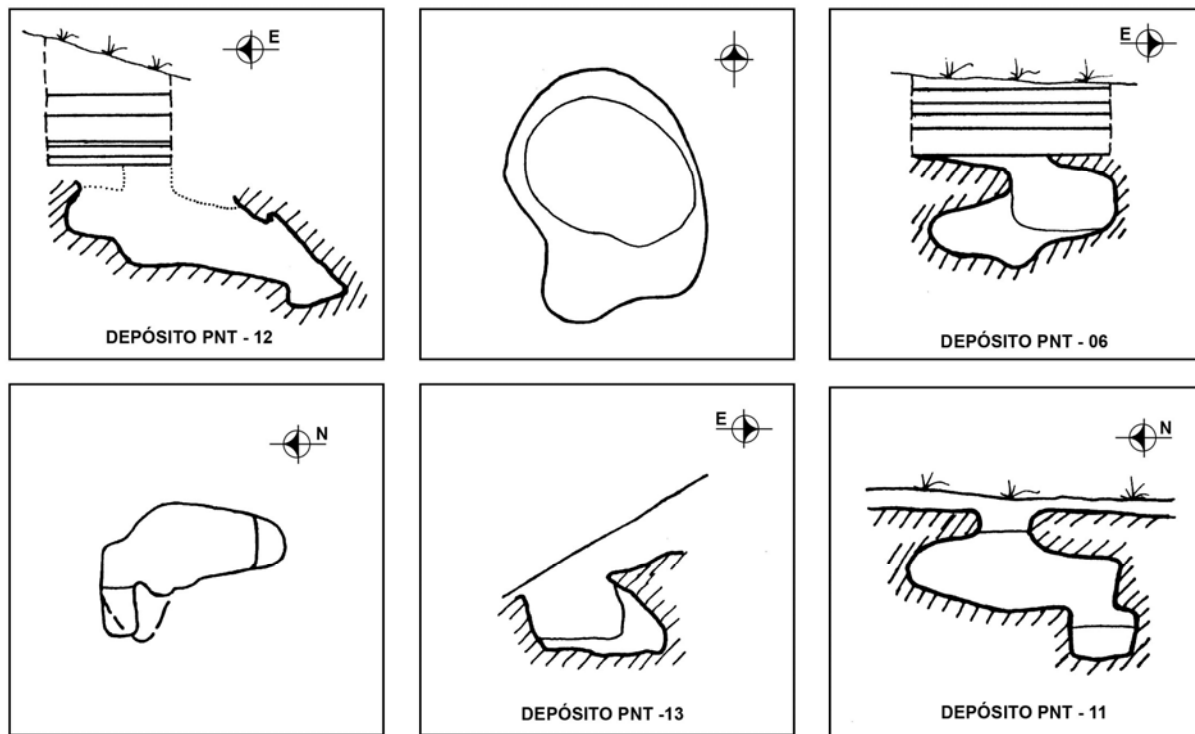 E
DEPÓSITO PNT - 12
E
DEPÓSITO PNT - 06
N
E
DEPÓSITO PNT -13
N
DEPÓSITO PNT - 11